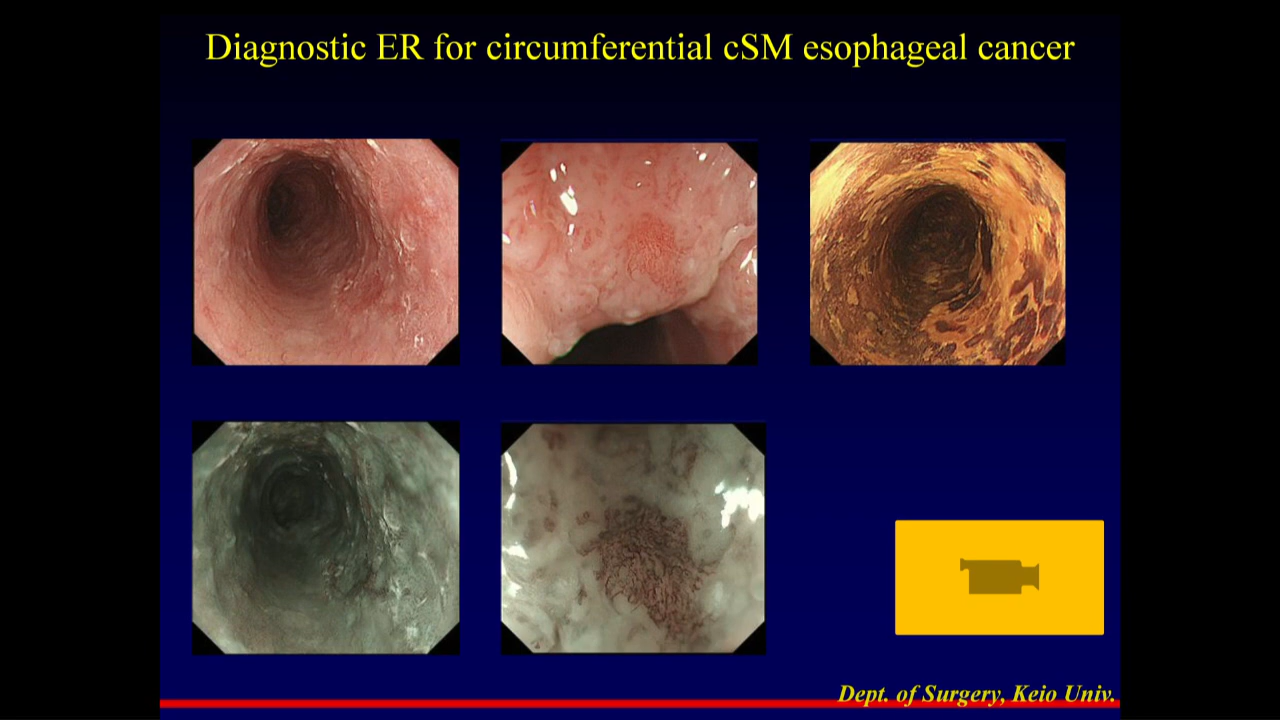 Diagnostic ER for circumferential cSM esophageal cancer
Dept. of Surgery, Keio Univ.